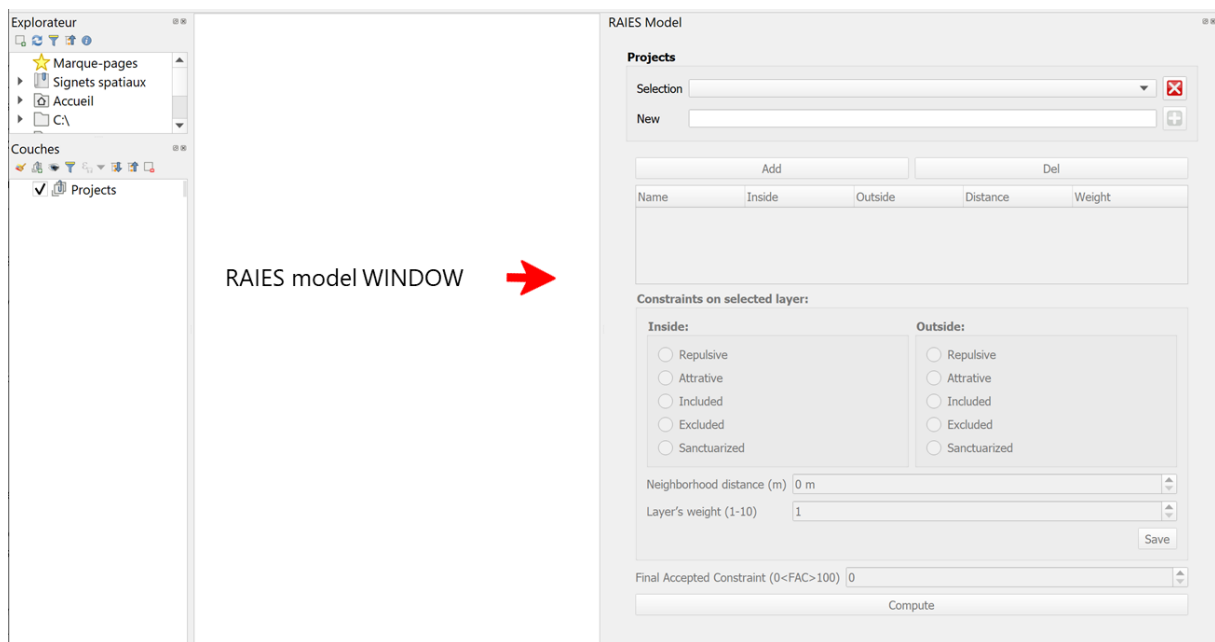 Explorateur
Marque-pages
Signets spatiaux
Accueil
C:\
Couches
Projects
RAIES model WINDOW
RAIES Model
Projects
Selection
New
Add Del
Name Inside Outside Distance Weight
Constraints on selected layer:
Inside: Outside:
Repulsive Repulsive
Attrative Attrative
Included Included
Excluded Excluded
Sanctuarized Sanctuarized
Neighborhood distance (m) 0 m
Layer's weight (1-10) 1
Save
Final Accepted Constraint (0<FAC>100) 0
Compute